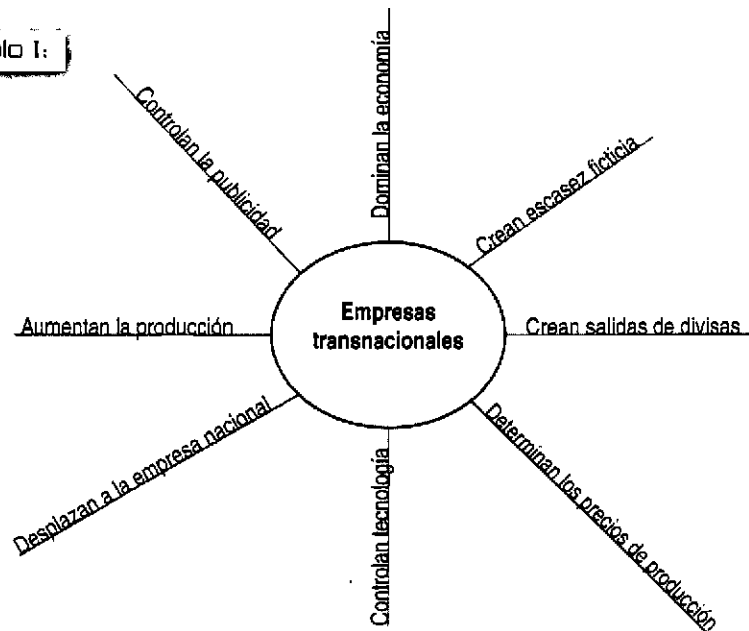 lo I:
Dominan la economía
Controlan la publicidad
Crean escasez ficticia
Aumentan la producción
Empresas
transnacionales
Crean salidas de divisas
Desplazan a la empresa nacional
Controlan tecnología
Determinan los precios de producción